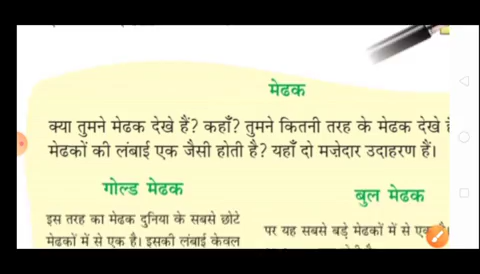 मेढक
क्या तुमने मेढक देखे हैं? कहाँ? तुमने कितनी तरह के मेढक देखे
मेढकों की लंबाई एक जैसी होती है? यहाँ दो मजेदार उदाहरण हैं।
गोल्ड मेढक
इस तरह का मेढक दुनिया के सबसे छोटे
मेढकों में से एक है। इसकी लंबाई केवल
बुल मेढक
पर यह सबसे बड़े मेढकों में से एक